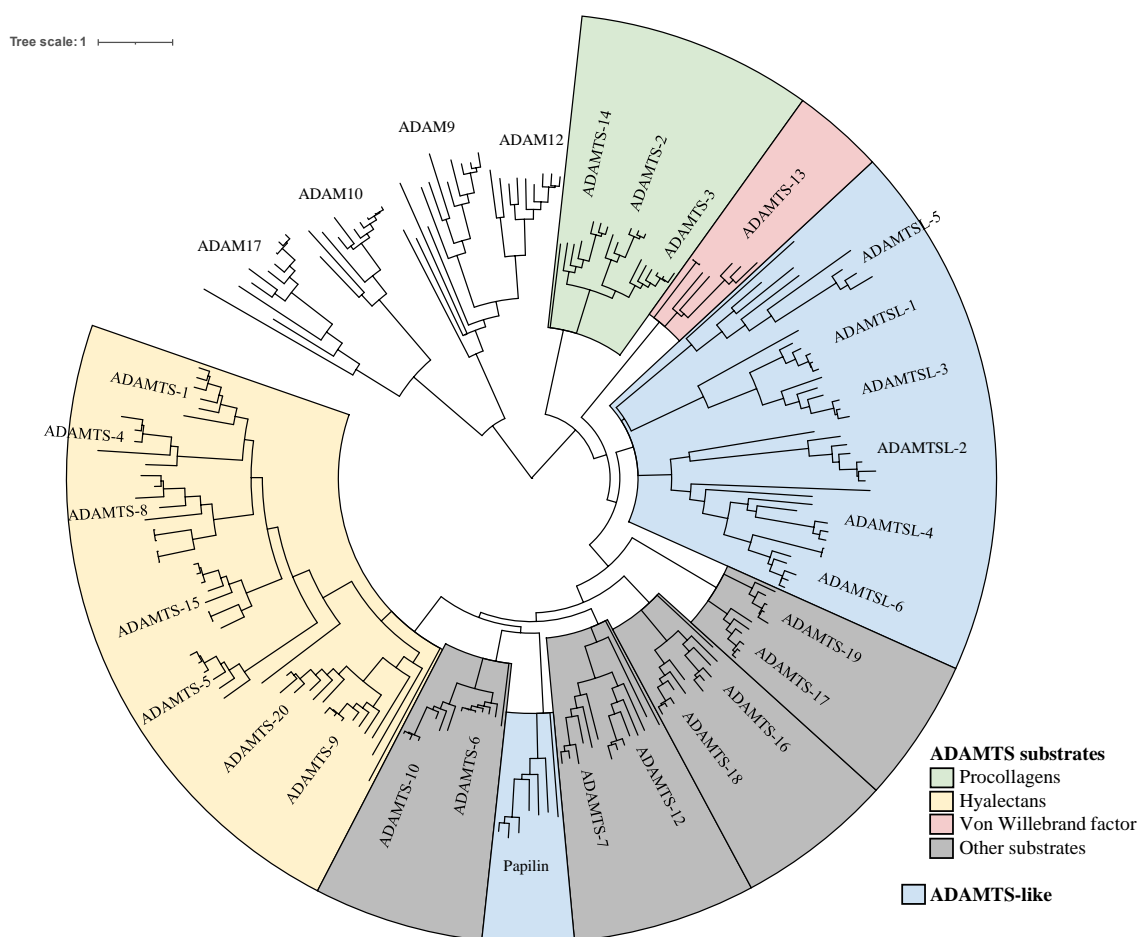 Tree scale: 1
ADAM9
ADAM12
ADAM10
ADAM17
ADAMTS-14
ADAMTS-2
ADAMTS-3
ADAMTS-13
ADAMTSL-5
ADAMTSL-1
ADAMTSL-3
ADAMTSL-2
ADAMTSL-4
ADAMTSL-6
ADAMTS-19
ADAMTS-17
ADAMTS-16
ADAMTS-18
ADAMTS-12
ADAMTS-7
Papilin
ADAMTS-6
ADAMTS-10
ADAMTS-9
ADAMTS-20
ADAMTS-5
ADAMTS-15
ADAMTS-8
ADAMTS-4
ADAMTS-1
ADAMTS substrates
Procollagens
Hyalectans
Von Willebrand factor
Other substrates
ADAMTS-like